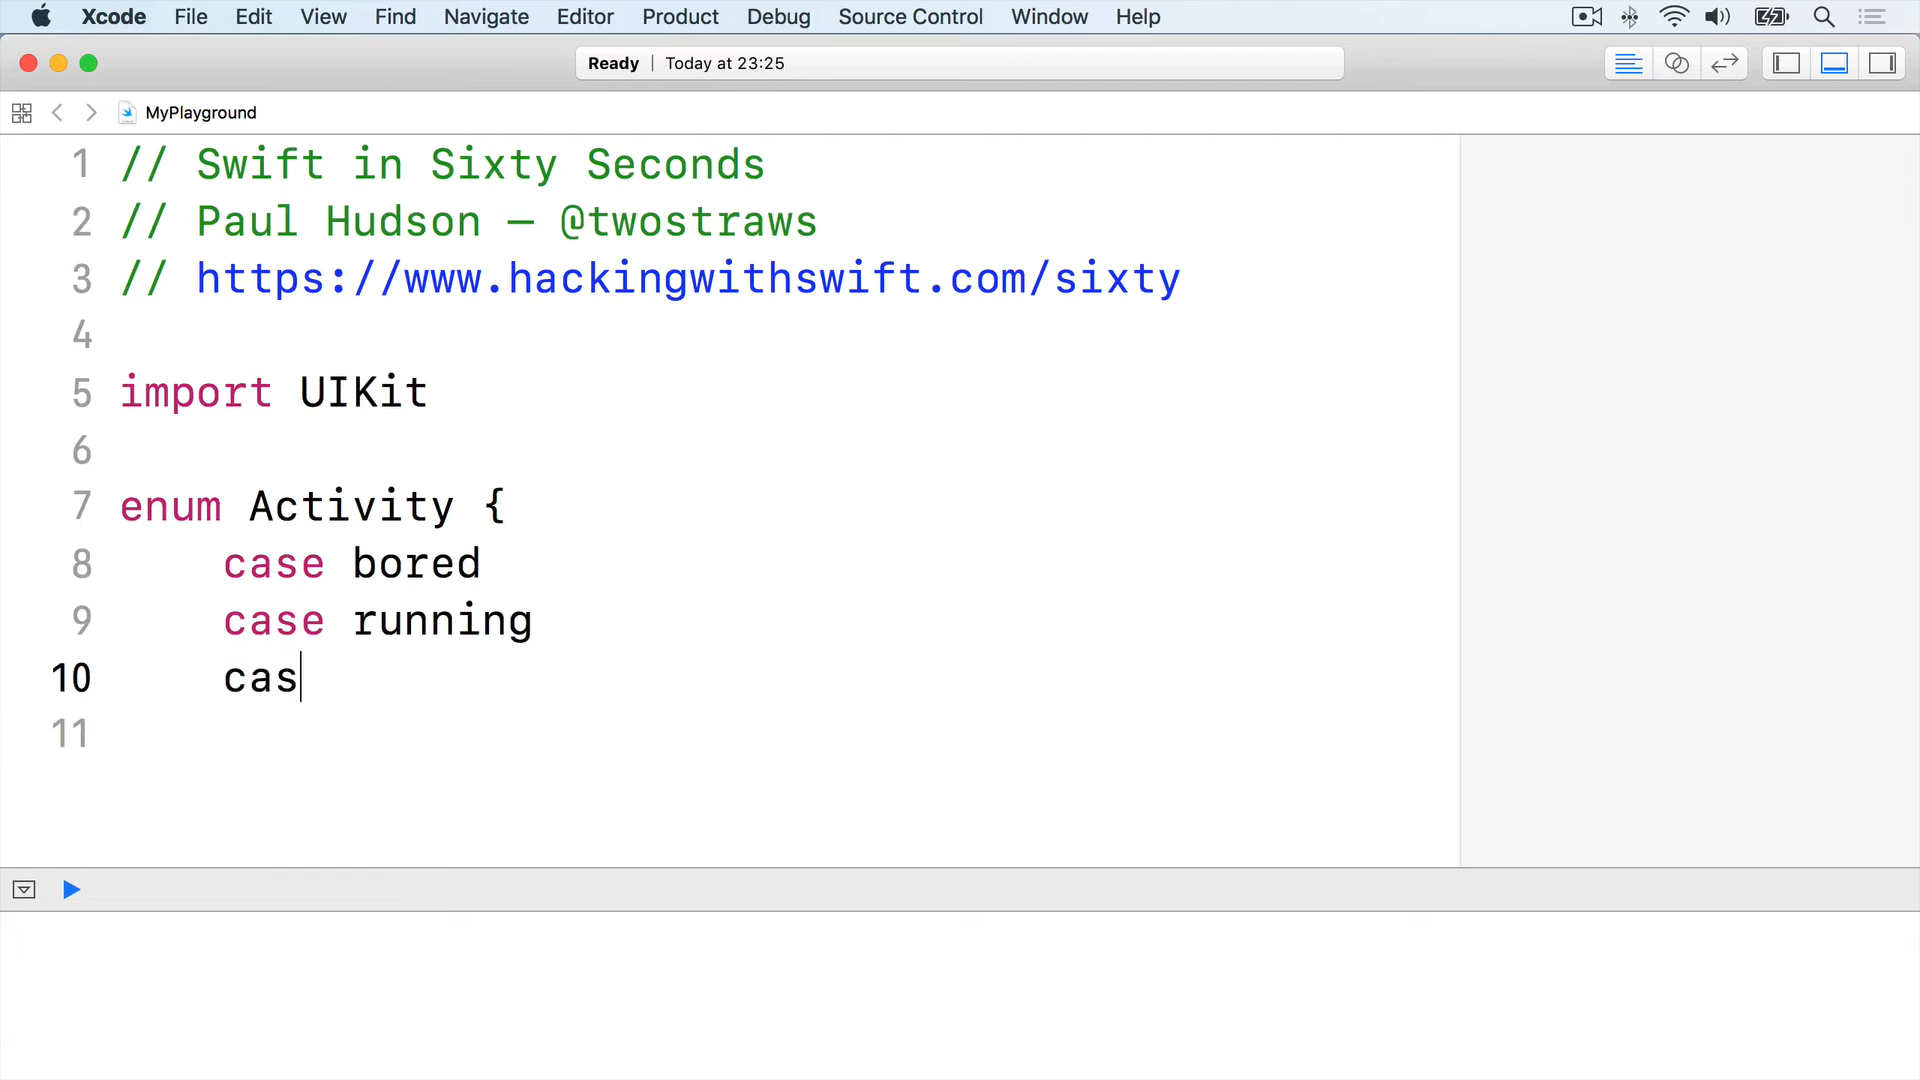 Xcode File Edit View Find Navigate Editor Product Debug Source Control Window Help
Ready | Today at 23:25
MyPlayground
1 // Swift in Sixty Seconds
2 // Paul Hudson – @twostraws
3 // https://www.hackingwithswift.com/sixty
4
5 import UIKit
6
7 enum Activity {
8 case bored
9 case running
10 cas
11